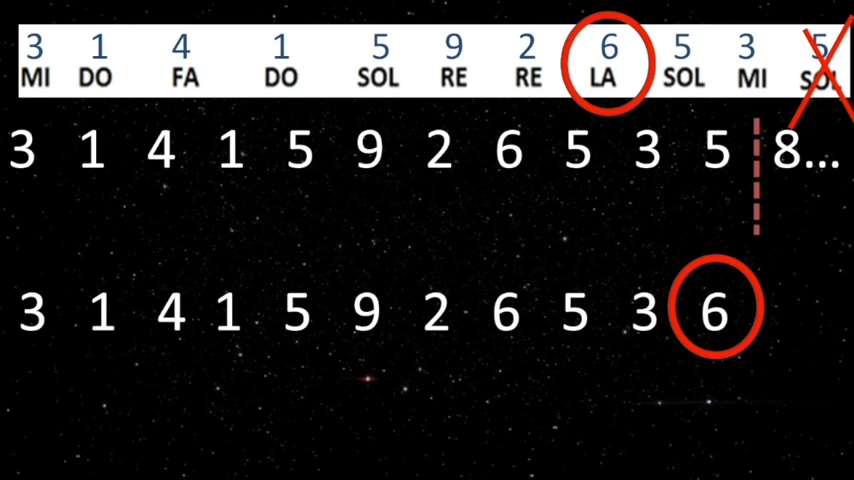 3 1 4 1 5 9 2 6 5 3 5
MI DO FA DO SOL RE RE LA SOL MI SOL
3 1 4 1 5 9 2 6 5 3 5 8...
3 1 4 1 5 9 2 6 5 3 6